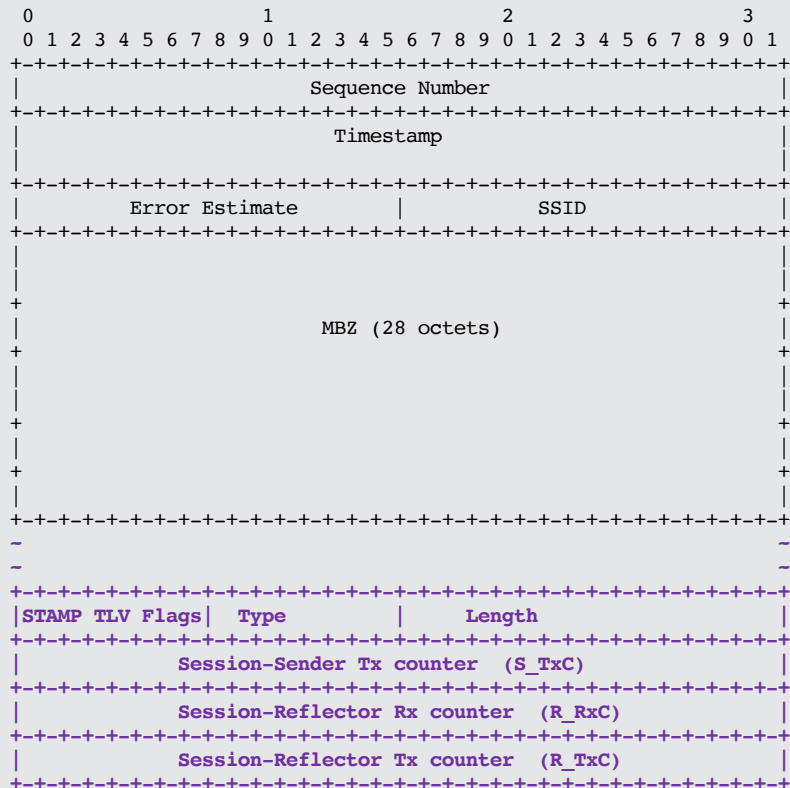 0                   1                   2                   3
 0 1 2 3 4 5 6 7 8 9 0 1 2 3 4 5 6 7 8 9 0 1 2 3 4 5 6 7 8 9 0 1
+-+-+-+-+-+-+-+-+-+-+-+-+-+-+-+-+-+-+-+-+-+-+-+-+-+-+-+-+-+-+-+-+
|                        Sequence Number                        |
+-+-+-+-+-+-+-+-+-+-+-+-+-+-+-+-+-+-+-+-+-+-+-+-+-+-+-+-+-+-+-+-+
|                          Timestamp                            |
|                                                               |
+-+-+-+-+-+-+-+-+-+-+-+-+-+-+-+-+-+-+-+-+-+-+-+-+-+-+-+-+-+-+-+-+
|         Error Estimate        |           SSID                |
+-+-+-+-+-+-+-+-+-+-+-+-+-+-+-+-+-+-+-+-+-+-+-+-+-+-+-+-+-+-+-+-+
|                                                               |
|                                                               |
+                                                               +
|                         MBZ (28 octets)                       |
+                                                               +
|                                                               |
|                                                               |
+                                                               +
|                                                               |
+                                                               +
|                                                               |
+-+-+-+-+-+-+-+-+-+-+-+-+-+-+-+-+-+-+-+-+-+-+-+-+-+-+-+-+-+-+-+-+
~                                                               ~
~                                                               ~
+-+-+-+-+-+-+-+-+-+-+-+-+-+-+-+-+-+-+-+-+-+-+-+-+-+-+-+-+-+-+-+-+
|STAMP TLV Flags|  Type         |     Length                    |
+-+-+-+-+-+-+-+-+-+-+-+-+-+-+-+-+-+-+-+-+-+-+-+-+-+-+-+-+-+-+-+-+
|             Session-Sender Tx counter  (S_TxC)                |
+-+-+-+-+-+-+-+-+-+-+-+-+-+-+-+-+-+-+-+-+-+-+-+-+-+-+-+-+-+-+-+-+
|             Session-Reflector Rx counter  (R_RxC)             |
+-+-+-+-+-+-+-+-+-+-+-+-+-+-+-+-+-+-+-+-+-+-+-+-+-+-+-+-+-+-+-+-+
|             Session-Reflector Tx counter  (R_TxC)             |
+-+-+-+-+-+-+-+-+-+-+-+-+-+-+-+-+-+-+-+-+-+-+-+-+-+-+-+-+-+-+-+-+